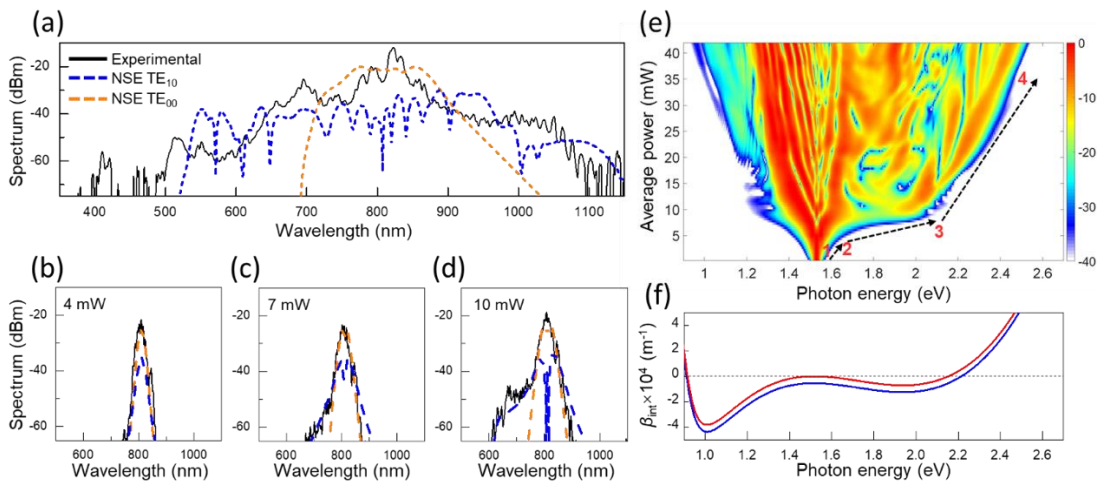 (a)
Experimental
NSE TE10
NSE TE00
Spectrum (dBm)
-20
-40
-60
400 500 600 700 800 900 1000 1100
Wavelength (nm)
(b)
4 mW
Spectrum (dBm)
-20
-40
-60
600 800 1000
Wavelength (nm)
(c)
7 mW
-20
-40
-60
600 800 1000
Wavelength (nm)
(d)
10 mW
-20
-40
-60
600 800 1000
Wavelength (nm)
(e)
Average power (mW)
40
35
30
25
20
15
10
5
1
2
3
4
1.0 1.2 1.4 1.6 1.8 2.0 2.2 2.4 2.6
Photon energy (eV)
0
-10
-20
-30
-40
(f)
βint×10⁴ (m⁻¹)
4
2
0
-2
-4
1.0 1.2 1.4 1.6 1.8 2.0 2.2 2.4 2.6
Photon energy (eV)